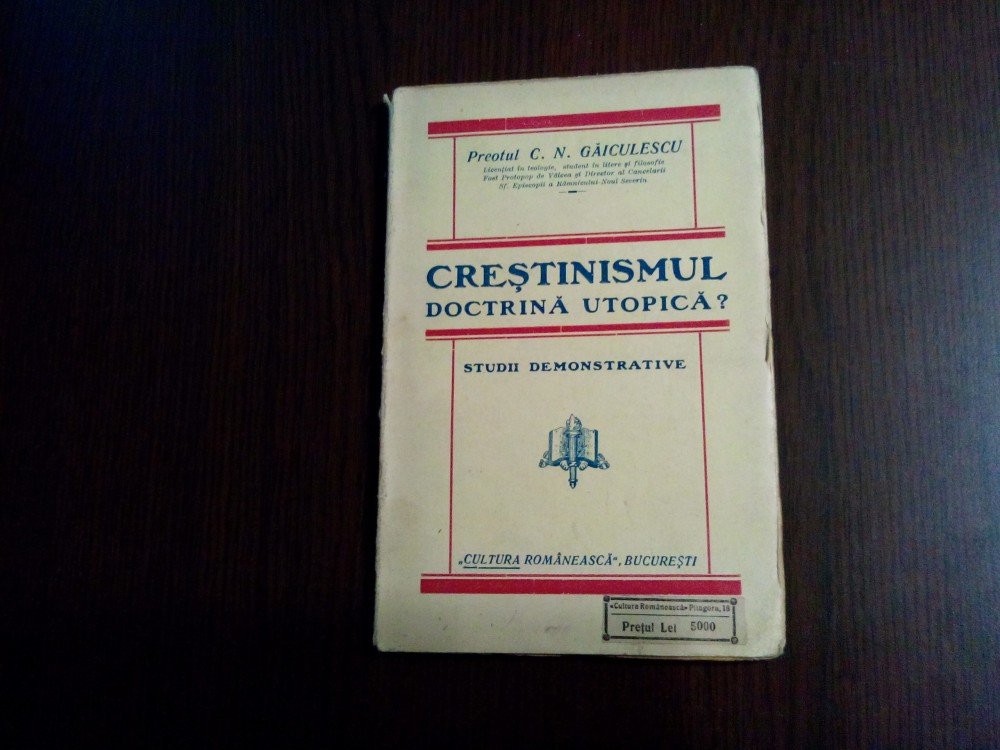 Preotul C. N. GĂICULESCU
Licențiat în teologie, student în litere și filosofie
Fost Protopop de Vâlcea și Director al Cancelarii
Sf. Episcopii a Râmnicului-Noul Severin
CREȘTINISMUL
DOCTRINĂ UTOPICĂ?
STUDII DEMONSTRATIVE
„CULTURA ROMÂNEASCĂ“, BUCUREȘTI
«Cultura Românească» Pitagora, 18
Prețul Lei 5000